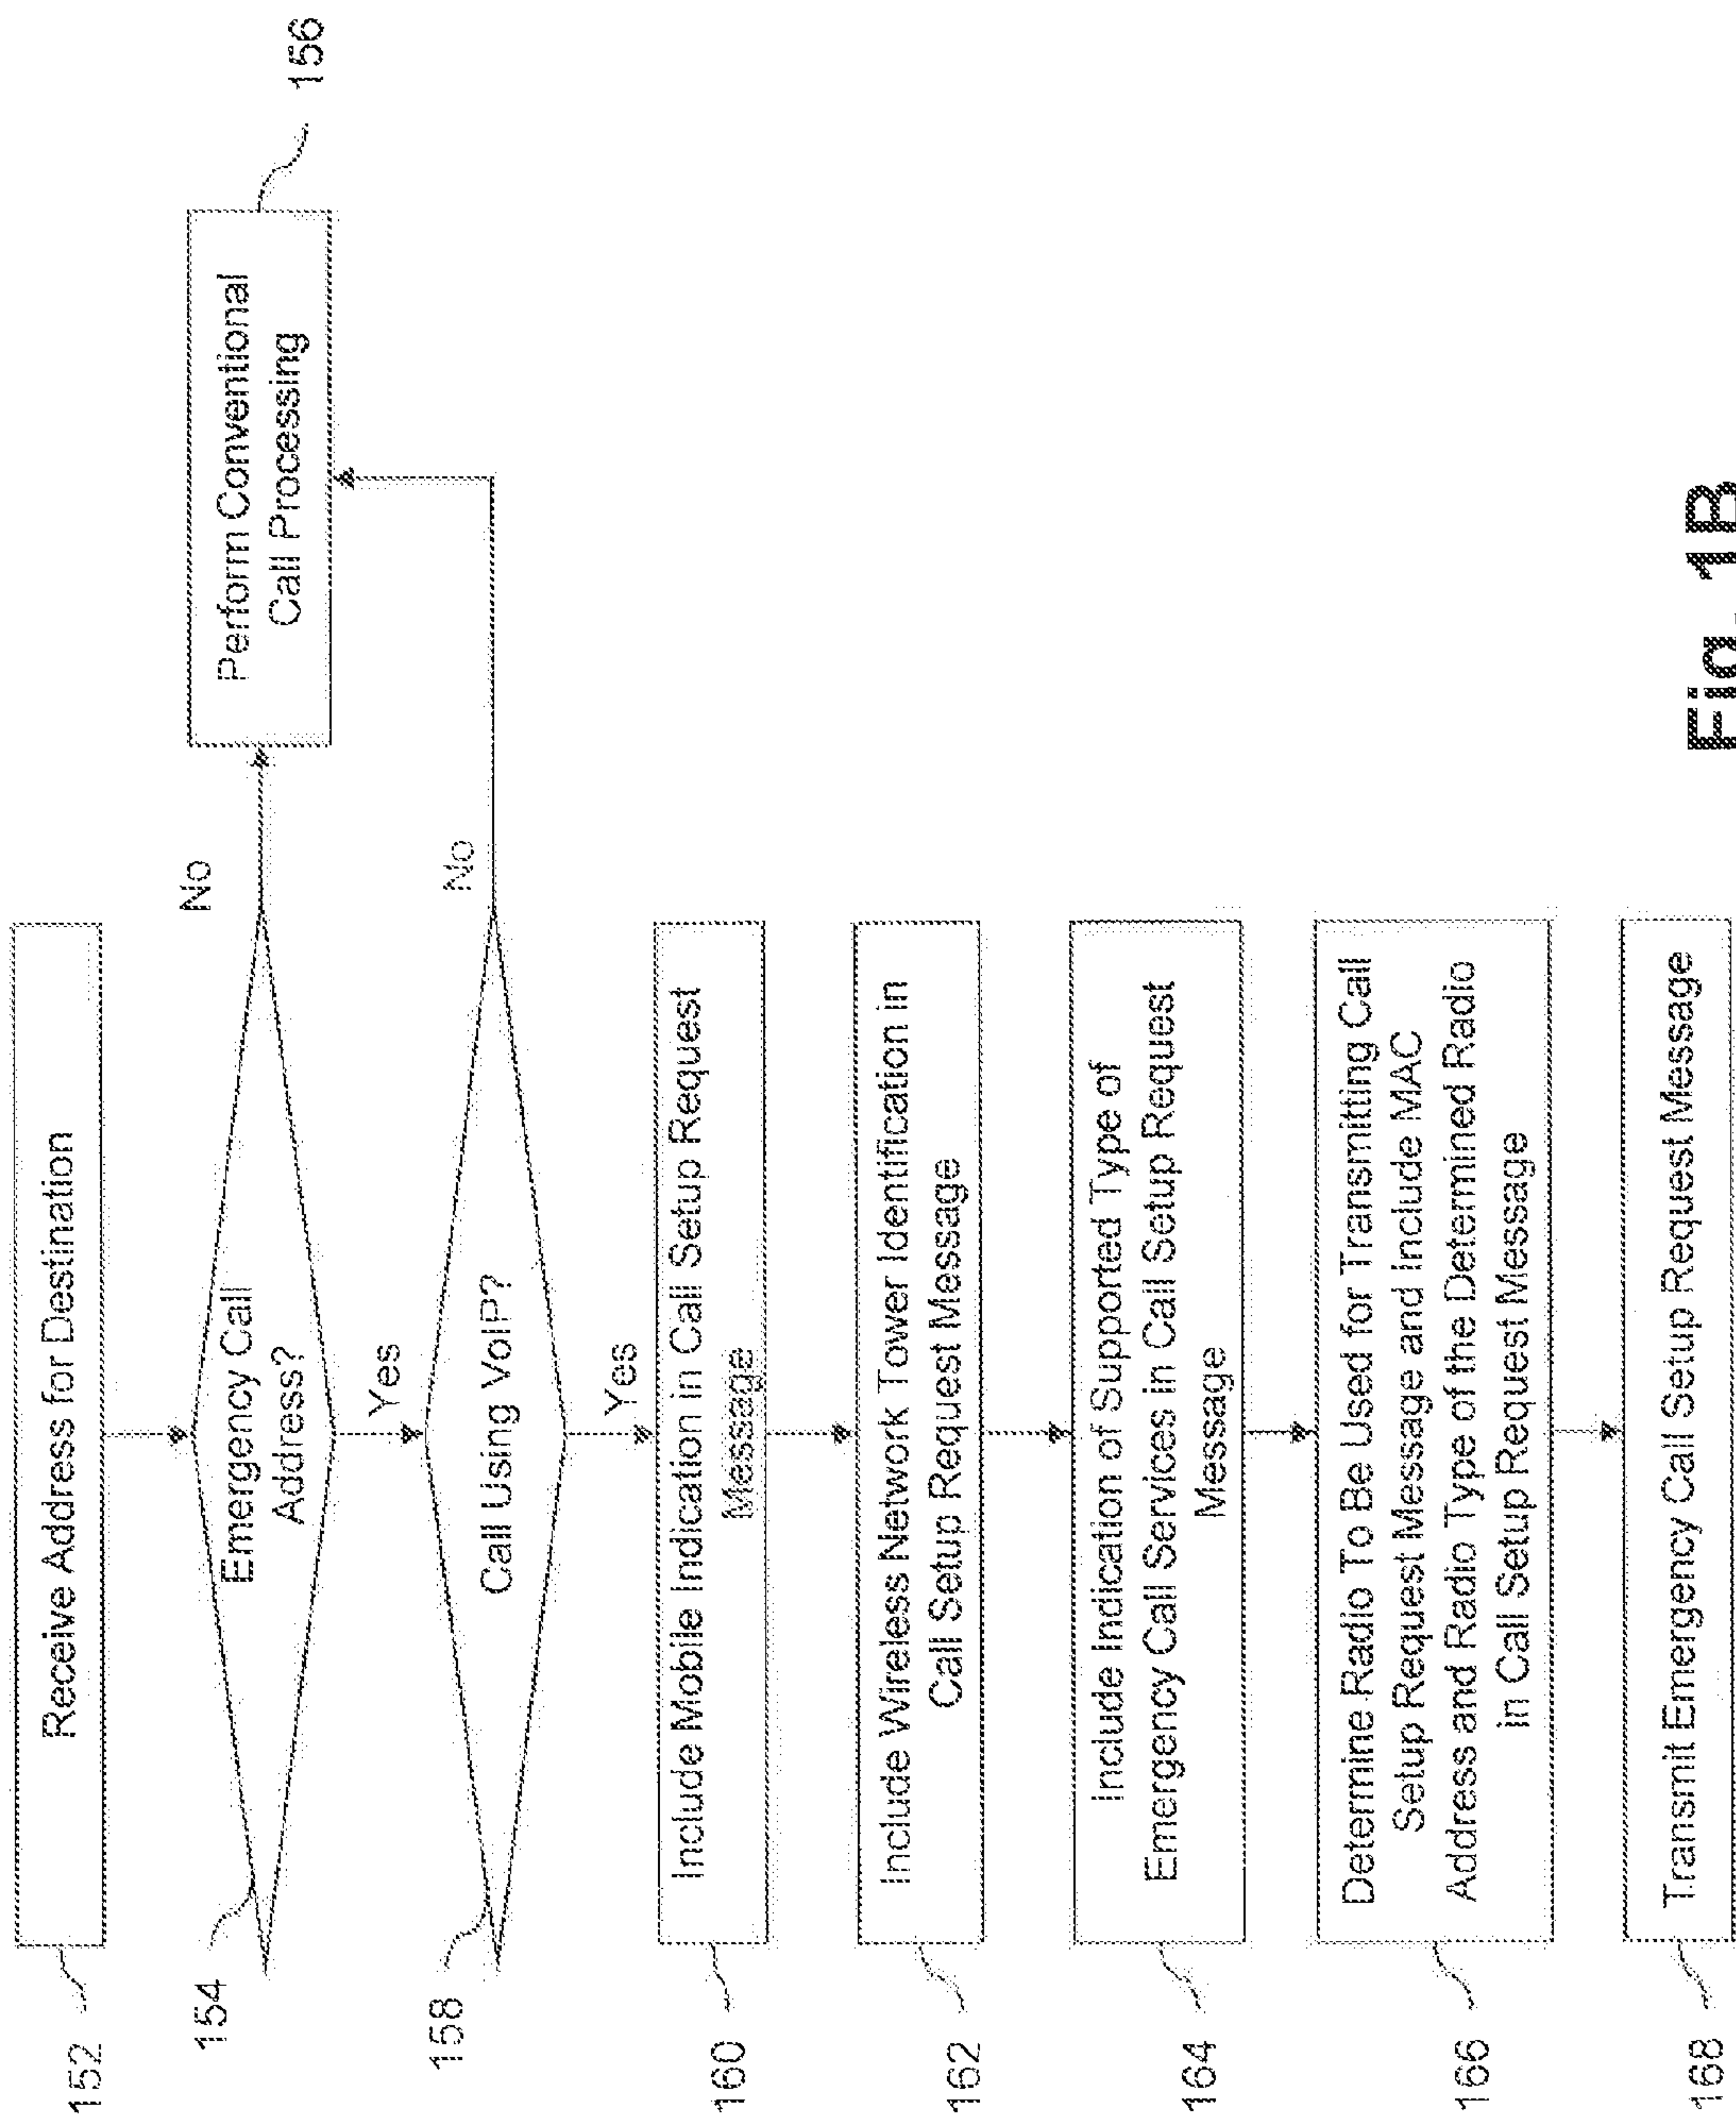 152
Receive Address for Destination
154
Emergency Call
Address?
No
Yes
Perform Conventional
Call Processing
156
158
Call Using VoIP?
No
Yes
160
Include Mobile Indication in Call Setup Request
Message
162
Include Wireless Network Tower Identification in
Call Setup Request Message
164
Include Indication of Supported Type of
Emergency Call Services in Call Setup Request
Message
166
Determine Radio To Be Used for Transmitting Call
Setup Request Message and Include MAC
Address and Radio Type of the Determined Radio
in Call Setup Request Message
168
Transmit Emergency Call Setup Request Message
Fig. 1B